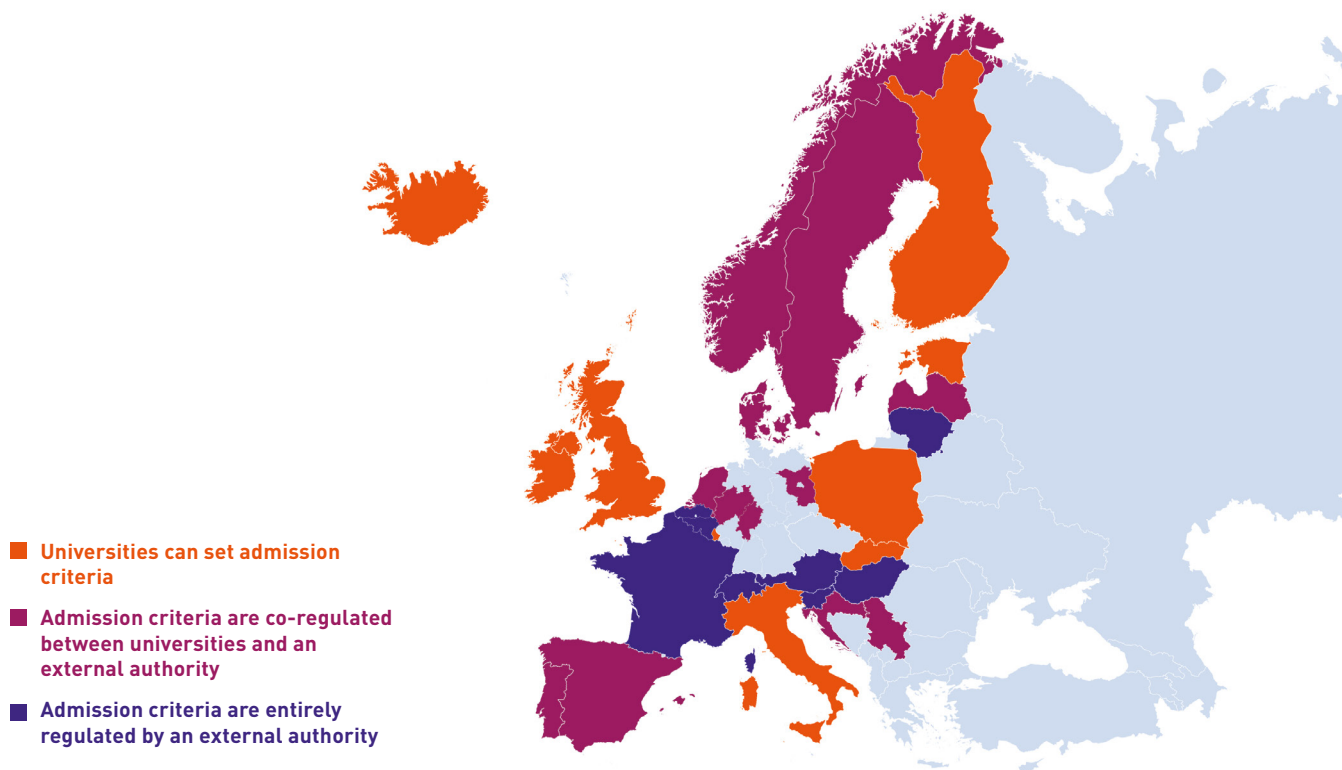 Universities can set admission
criteria
Admission criteria are co-regulated
between universities and an
external authority
Admission criteria are entirely
regulated by an external authority